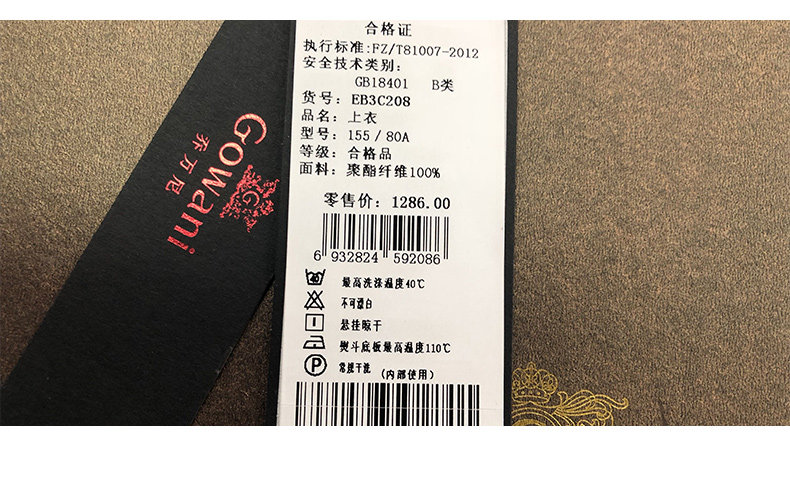 Gowani
乔万尼
G
合格证
执行标准:FZ/T81007-2012
安全技术类别:
GB18401 B类
货号: EB3C208
品名: 上衣
型号: 155/80A
等级: 合格品
面料: 聚酯纤维100%
零售价: 1286.00
6 932824 592086
40
最高洗涤温度40℃
不可漂白
悬挂晾干
熨斗底板最高温度110℃
P
常规干洗 (内部使用)